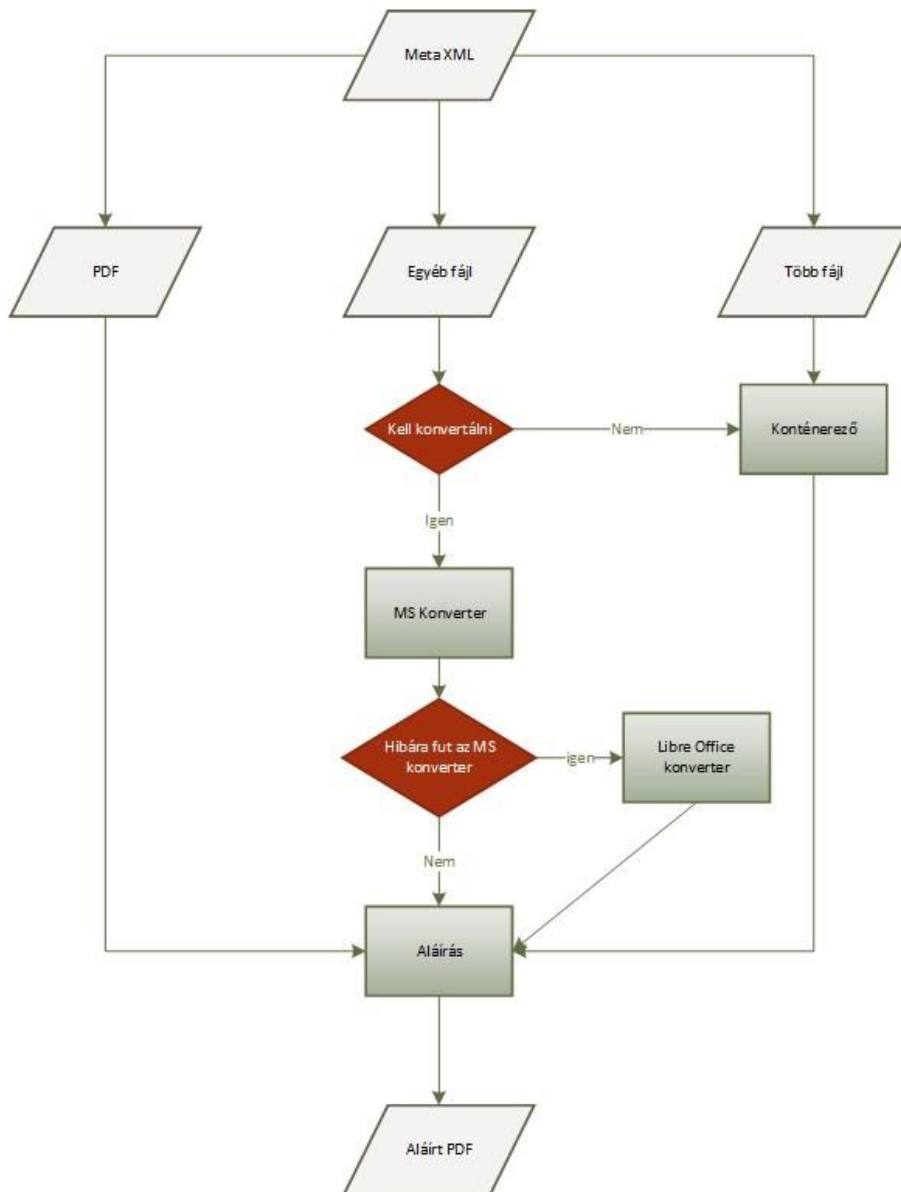 Meta XML
PDF
Egyéb fájl
Több fájl
Kell konvertálni
Nem
Konténerező
Igen
MS Konverter
Hibára fut az MS
konverter
igen
Libre Office
konverter
Nem
Aláírás
Aláírt PDF